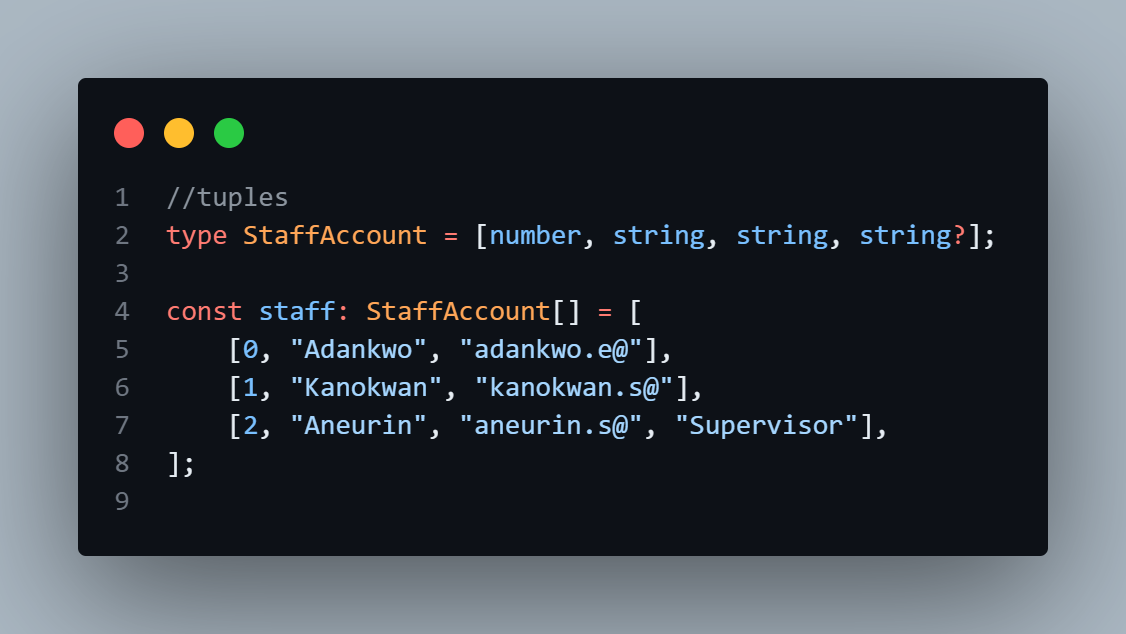 1 //tuples
2 type StaffAccount = [number, string, string, string?];
3
4 const staff: StaffAccount[] = [
5     [0, "Adankwo", "adankwo.e@"],
6     [1, "Kanokwan", "kanokwan.s@"],
7     [2, "Aneurin", "aneurin.s@", "Supervisor"],
8 ];
9